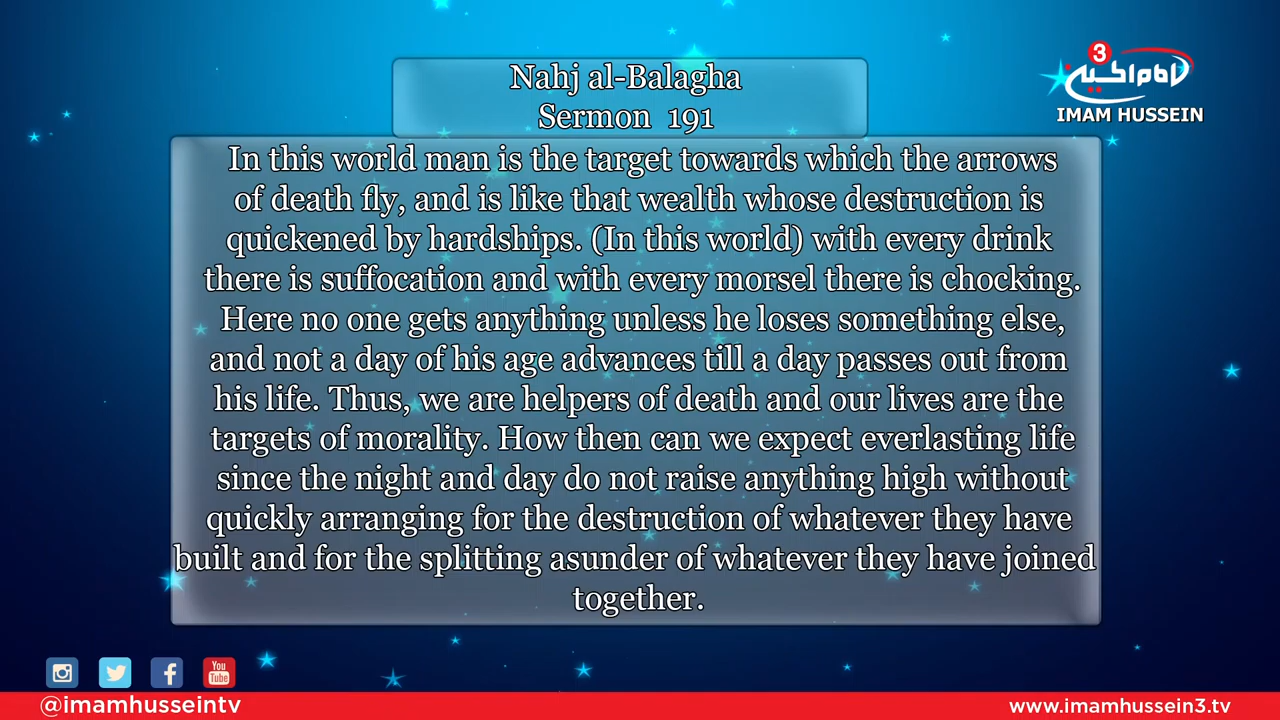 Nahj al-Balagha
Sermon 191
3
الامام الحسین
IMAM HUSSEIN
In this world man is the target towards which the arrows
of death fly, and is like that wealth whose destruction is
quickened by hardships. (In this world) with every drink
there is suffocation and with every morsel there is chocking.
Here no one gets anything unless he loses something else,
and not a day of his age advances till a day passes out from
his life. Thus, we are helpers of death and our lives are the
targets of morality. How then can we expect everlasting life
since the night and day do not raise anything high without
quickly arranging for the destruction of whatever they have
built and for the splitting asunder of whatever they have joined
together.
You
Tube
@imamhusseintv
www.imamhussein3.tv